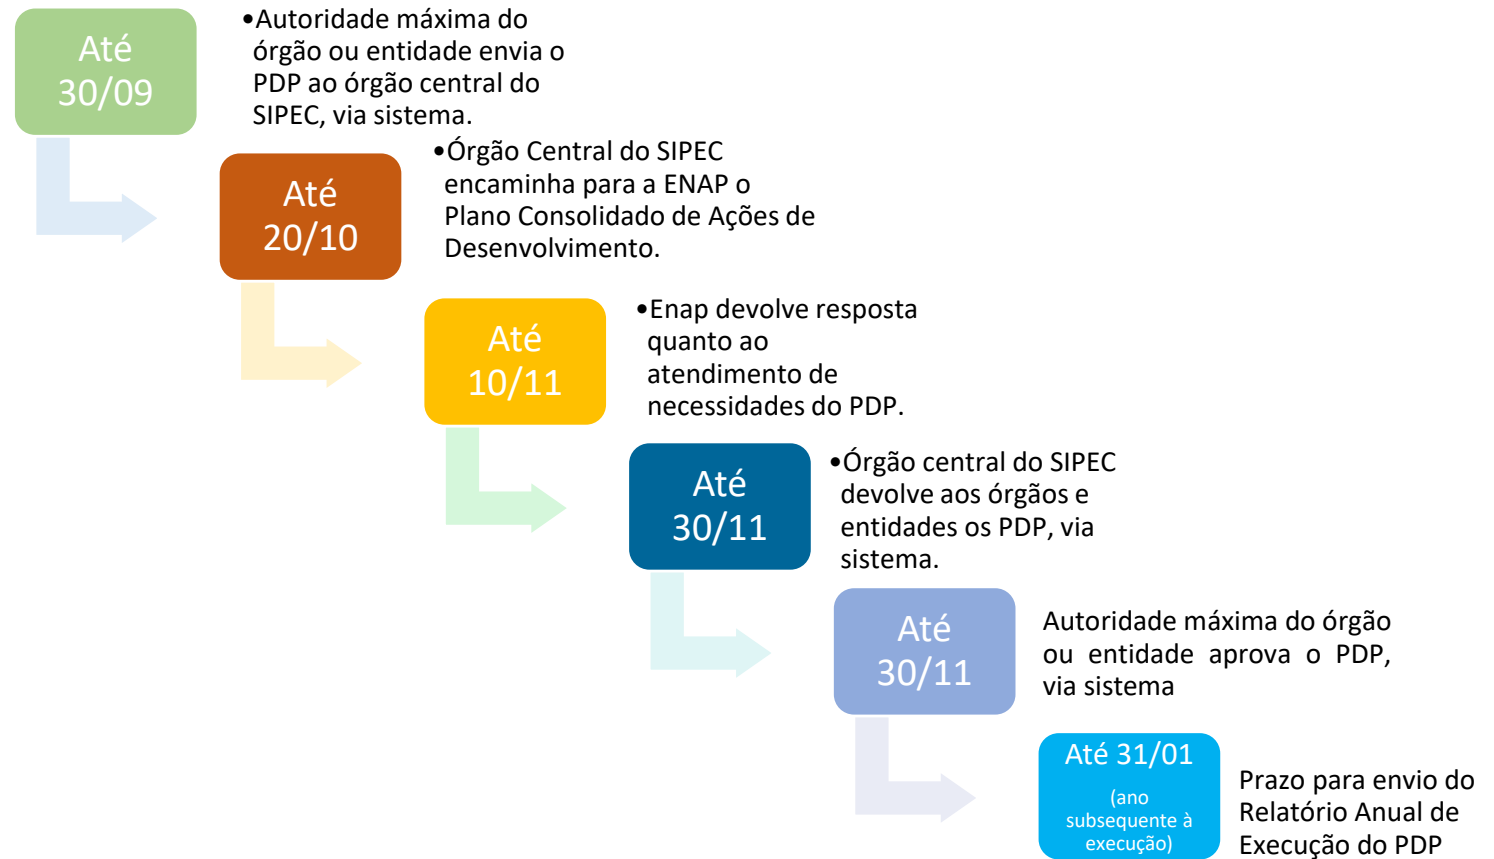 Até
30/09
•Autoridade máxima do
órgão ou entidade envia o
PDP ao órgão central do
SIPEC, via sistema.
Até
20/10
•Órgão Central do SIPEC
encaminha para a ENAP o
Plano Consolidado de Ações de
Desenvolvimento.
Até
10/11
•Enap devolve resposta
quanto ao
atendimento de
necessidades do PDP.
Até
30/11
•Órgão central do SIPEC
devolve aos órgãos e
entidades os PDP, via
sistema.
Até
30/11
Autoridade máxima do órgão
ou entidade aprova o PDP,
via sistema
Até 31/01
(ano
subsequente à
execução)
Prazo para envio do
Relatório Anual de
Execução do PDP